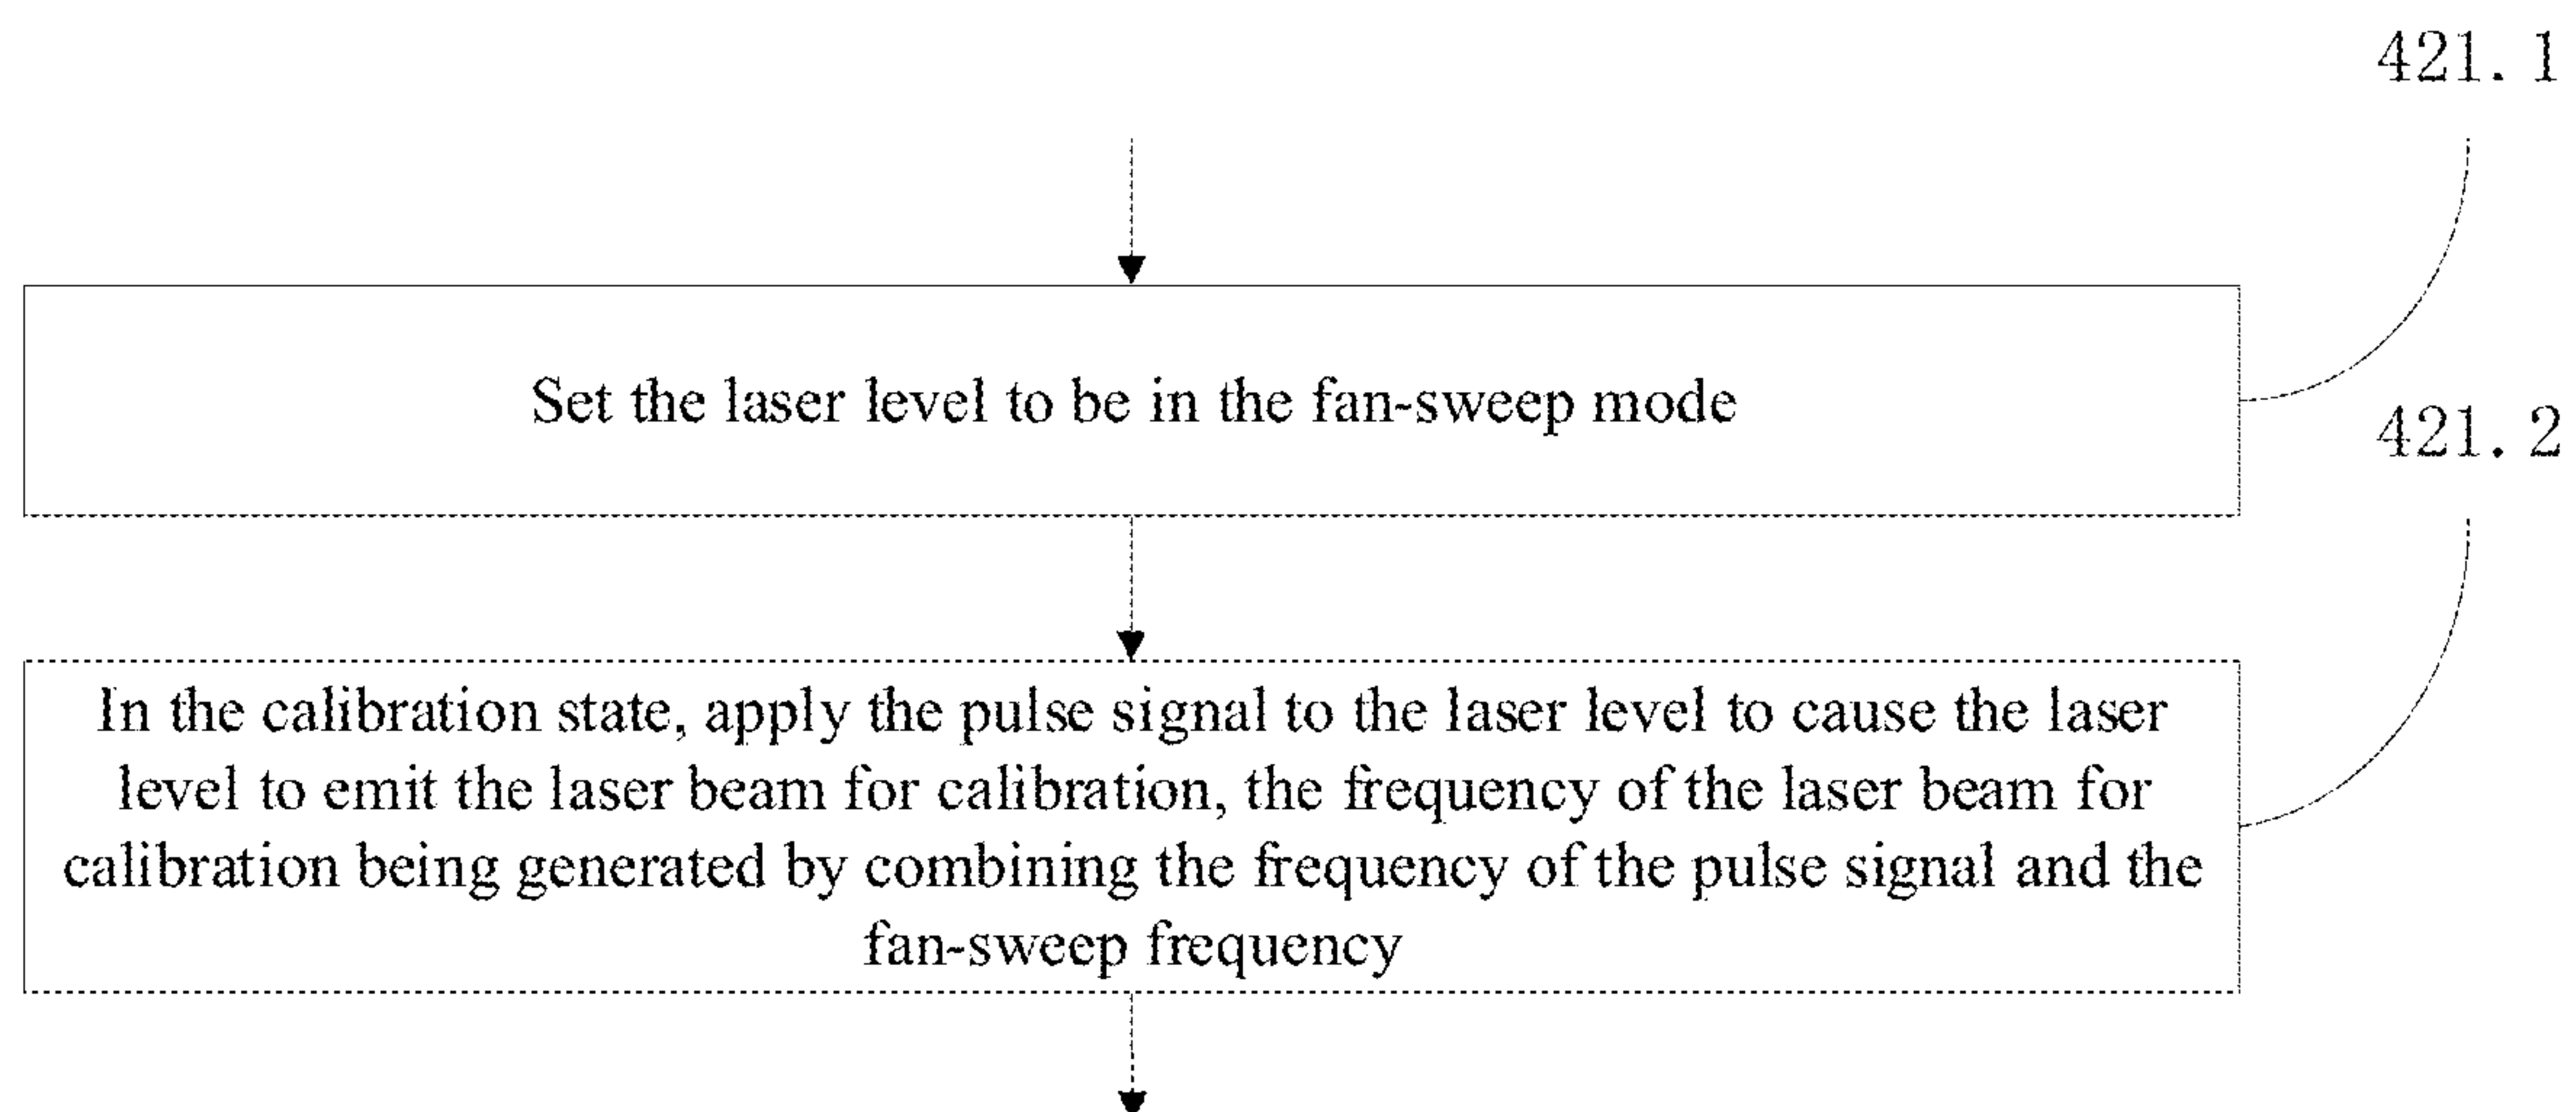 421. 1
Set the laser level to be in the fan-sweep mode
421. 2
In the calibration state, apply the pulse signal to the laser level to cause the laser
level to emit the laser beam for calibration, the frequency of the laser beam for
calibration being generated by combining the frequency of the pulse signal and the
fan-sweep frequency